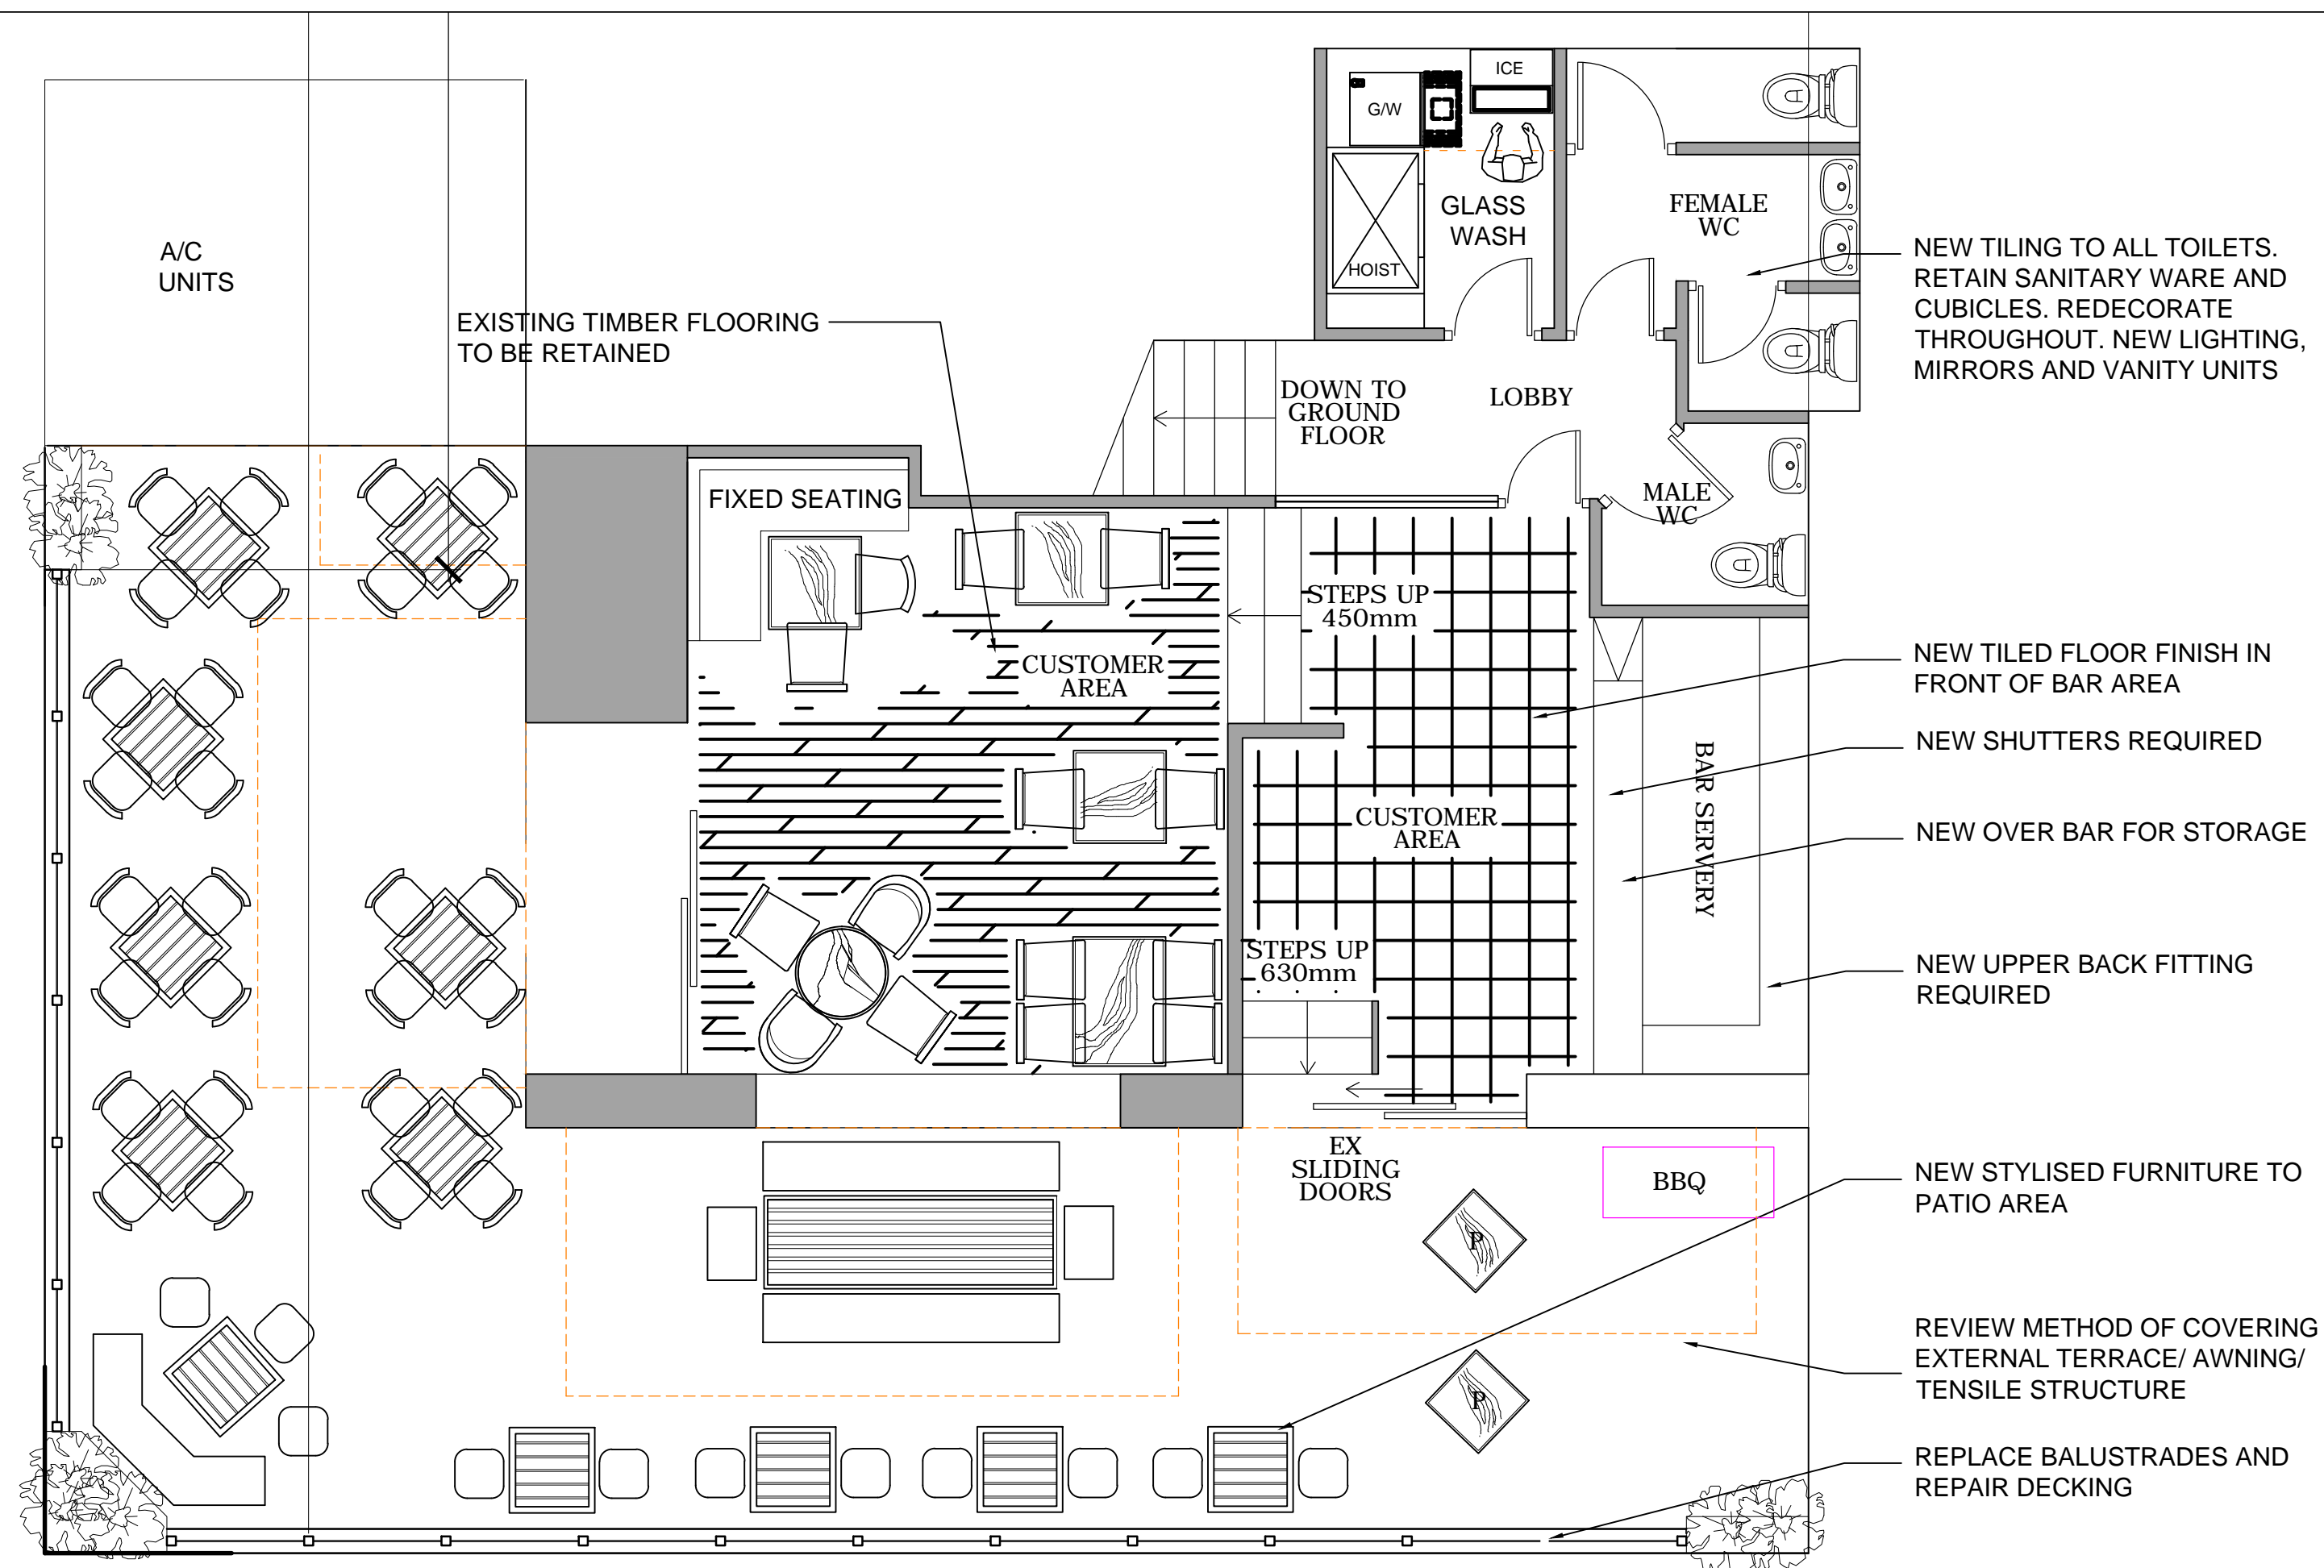 ICE
G/W
GLASS
WASH
HOIST
FEMALE
WC
A/C
UNITS
NEW TILING TO ALL TOILETS.
RETAIN SANITARY WARE AND
CUBICLES. REDECORATE
THROUGHOUT. NEW LIGHTING,
MIRRORS AND VANITY UNITS
EXISTING TIMBER FLOORING
TO BE RETAINED
DOWN TO
GROUND
FLOOR
LOBBY
FIXED SEATING
MALE
WC
STEPS UP
450mm
CUSTOMER
AREA
NEW TILED FLOOR FINISH IN
FRONT OF BAR AREA
NEW SHUTTERS REQUIRED
BAR SERVERY
CUSTOMER
AREA
NEW OVER BAR FOR STORAGE
STEPS UP
630mm
NEW UPPER BACK FITTING
REQUIRED
EX
SLIDING
DOORS
BBQ
NEW STYLISED FURNITURE TO
PATIO AREA
P
REVIEW METHOD OF COVERING
EXTERNAL TERRACE/ AWNING/
TENSILE STRUCTURE
P
REPLACE BALUSTRADES AND
REPAIR DECKING